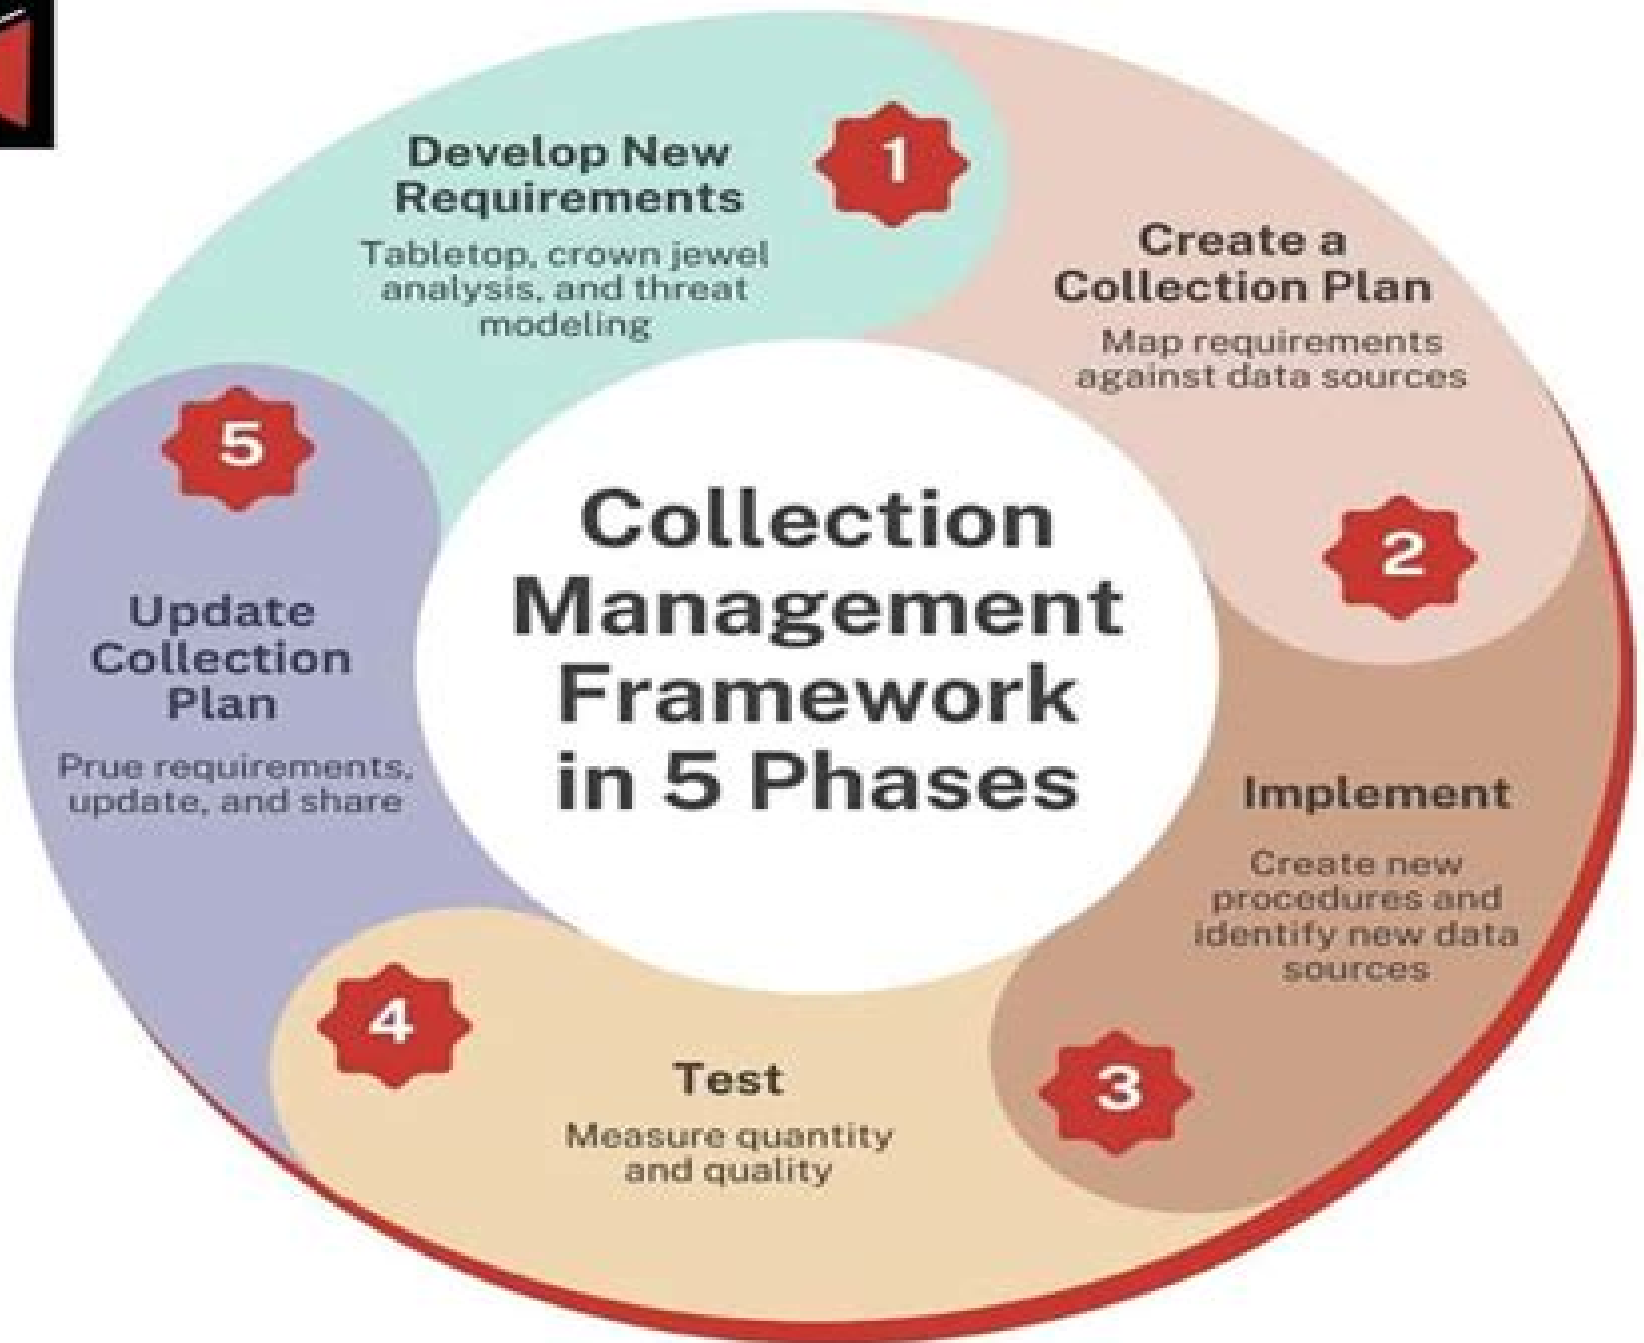 Collection
Management
Framework
in 5 Phases
1
Develop New
Requirements
Tabletop, crown jewel
analysis, and threat
modeling
Create a
Collection Plan
Map requirements
against data sources
2
Implement
Create new
procedures and
identify new data
sources
3
4
Test
Measure quantity
and quality
5
Update
Collection
Plan
Prue requirements,
update, and share